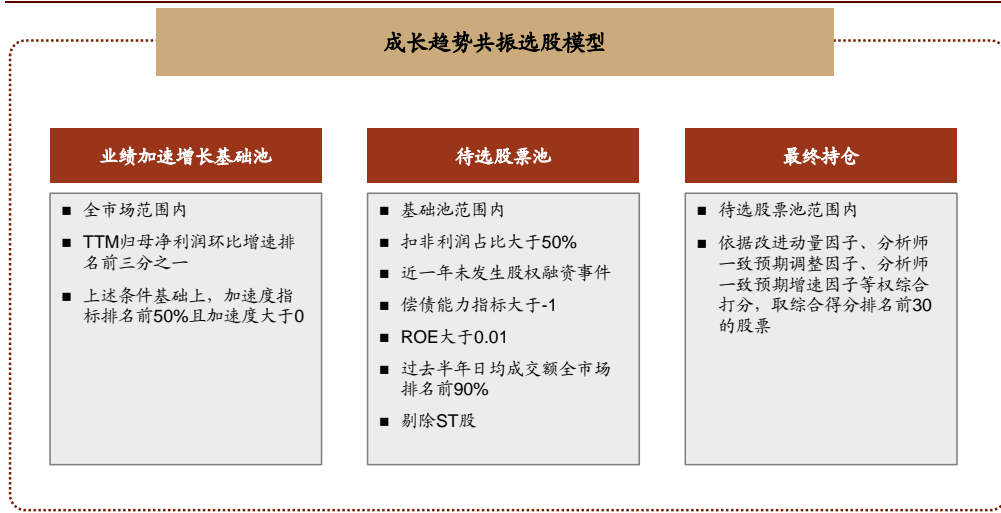 成长趋势共振选股模型
业绩加速增长基础池
■ 全市场范围内
■ TTM归母净利润环比增速排
名前三分之一
■ 上述条件基础上，加速度指
标排名前50%且加速度大于0
待选股票池
■ 基础池范围内
■ 扣非利润占比大于50%
■ 近一年未发生股权融资事件
■ 偿债能力指标大于-1
■ ROE大于0.01
■ 过去半年日均成交额全市场
排名前90%
■ 剔除ST股
最终持仓
■ 待选股票池范围内
■ 依据改进动量因子、分析师
一致预期调整因子、分析师
一致预期增速因子等权综合
打分，取综合得分排名前30
的股票